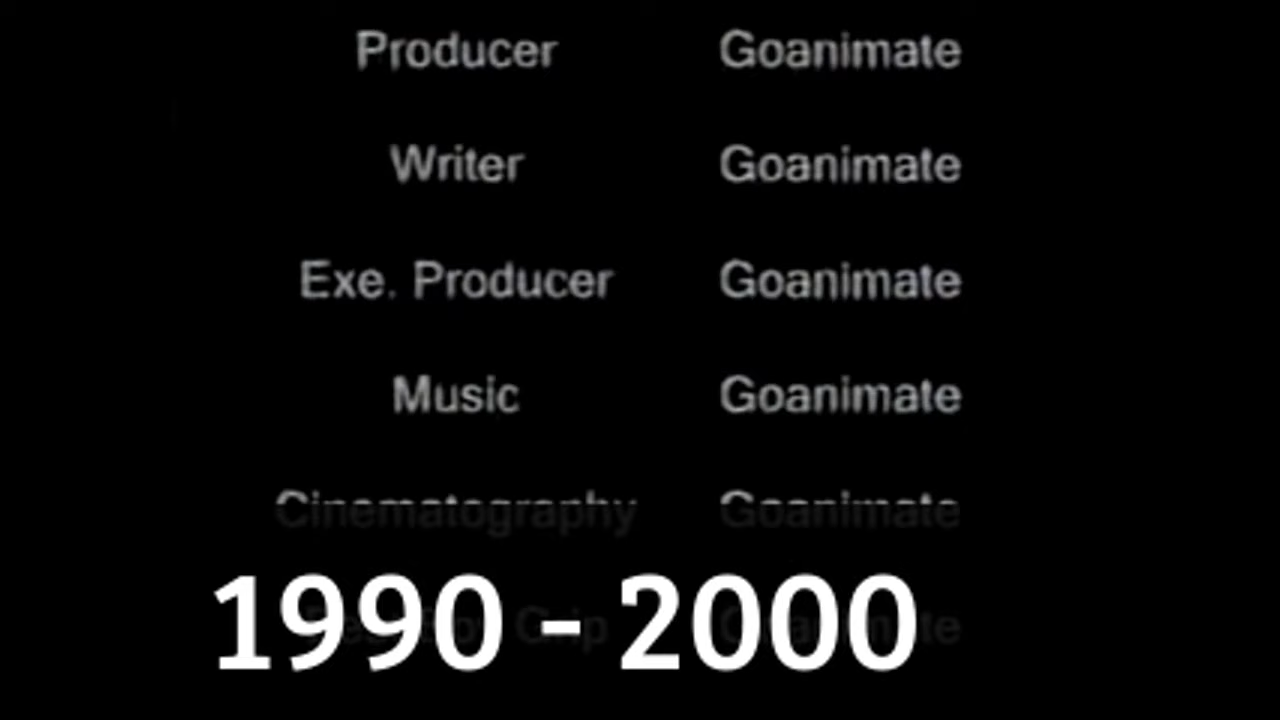 Producer Goanimate
Writer Goanimate
Exe. Producer Goanimate
Music Goanimate
Cinematography Goanimate
1990 - 2000